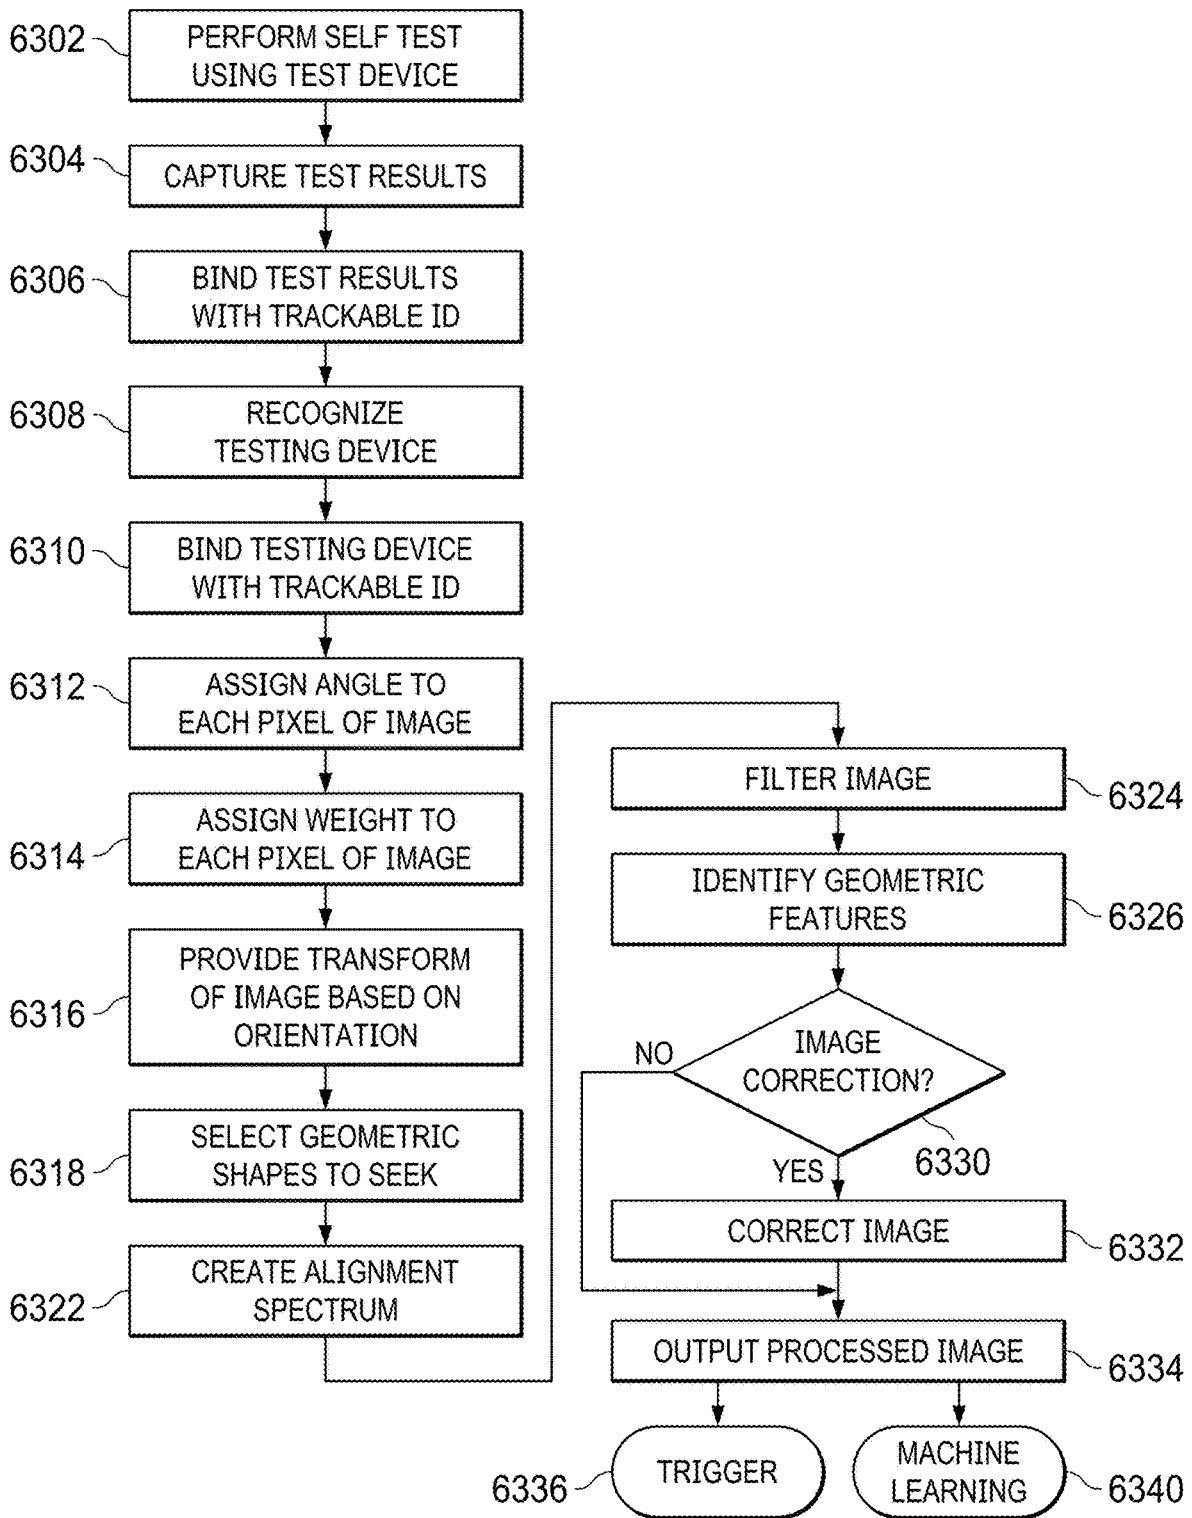 6302
PERFORM SELF TEST
USING TEST DEVICE
6304
CAPTURE TEST RESULTS
6306
BIND TEST RESULTS
WITH TRACKABLE ID
6308
RECOGNIZE
TESTING DEVICE
6310
BIND TESTING DEVICE
WITH TRACKABLE ID
6312
ASSIGN ANGLE TO
EACH PIXEL OF IMAGE
6314
ASSIGN WEIGHT TO
EACH PIXEL OF IMAGE
6316
PROVIDE TRANSFORM
OF IMAGE BASED ON
ORIENTATION
6318
SELECT GEOMETRIC
SHAPES TO SEEK
6322
CREATE ALIGNMENT
SPECTRUM
FILTER IMAGE
6324
IDENTIFY GEOMETRIC
FEATURES
6326
IMAGE
CORRECTION?
NO
6330
YES
CORRECT IMAGE
6332
OUTPUT PROCESSED IMAGE
6334
TRIGGER
6336
MACHINE
LEARNING
6340